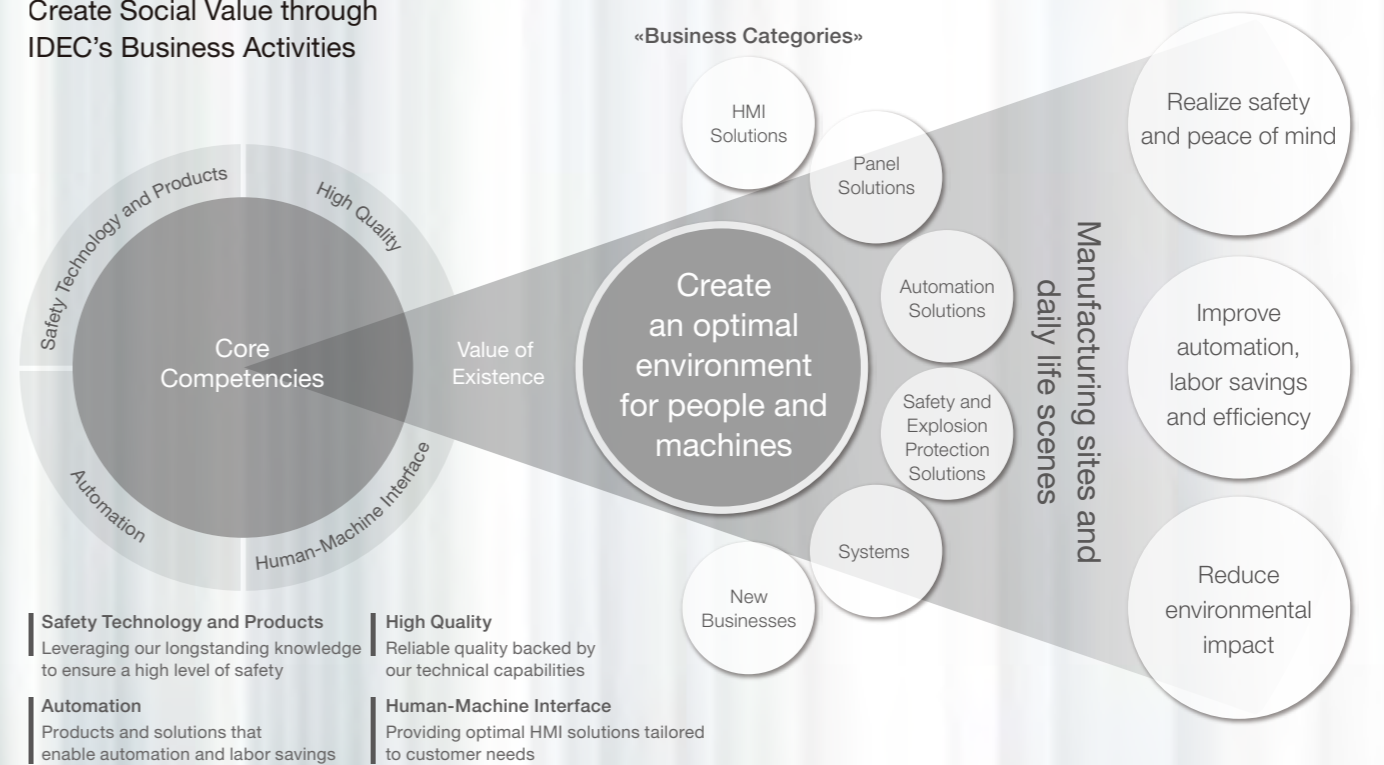 Create Social Value through
IDEC’s Business Activities
Safety Technology and Products
High Quality
Automation
Human-Machine Interface
Core
Competencies
Value of
Existence
«Business Categories»
HMI
Solutions
Panel
Solutions
Automation
Solutions
Safety and
Explosion
Protection
Solutions
Systems
New
Businesses
Create
an optimal
environment
for people and
machines
Manufacturing sites and
daily life scenes
Realize safety
and peace of mind
Improve
automation,
labor savings
and efficiency
Reduce
environmental
impact
Safety Technology and Products
Leveraging our longstanding knowledge
to ensure a high level of safety
High Quality
Reliable quality backed by
our technical capabilities
Automation
Products and solutions that
enable automation and labor savings
Human-Machine Interface
Providing optimal HMI solutions tailored
to customer needs